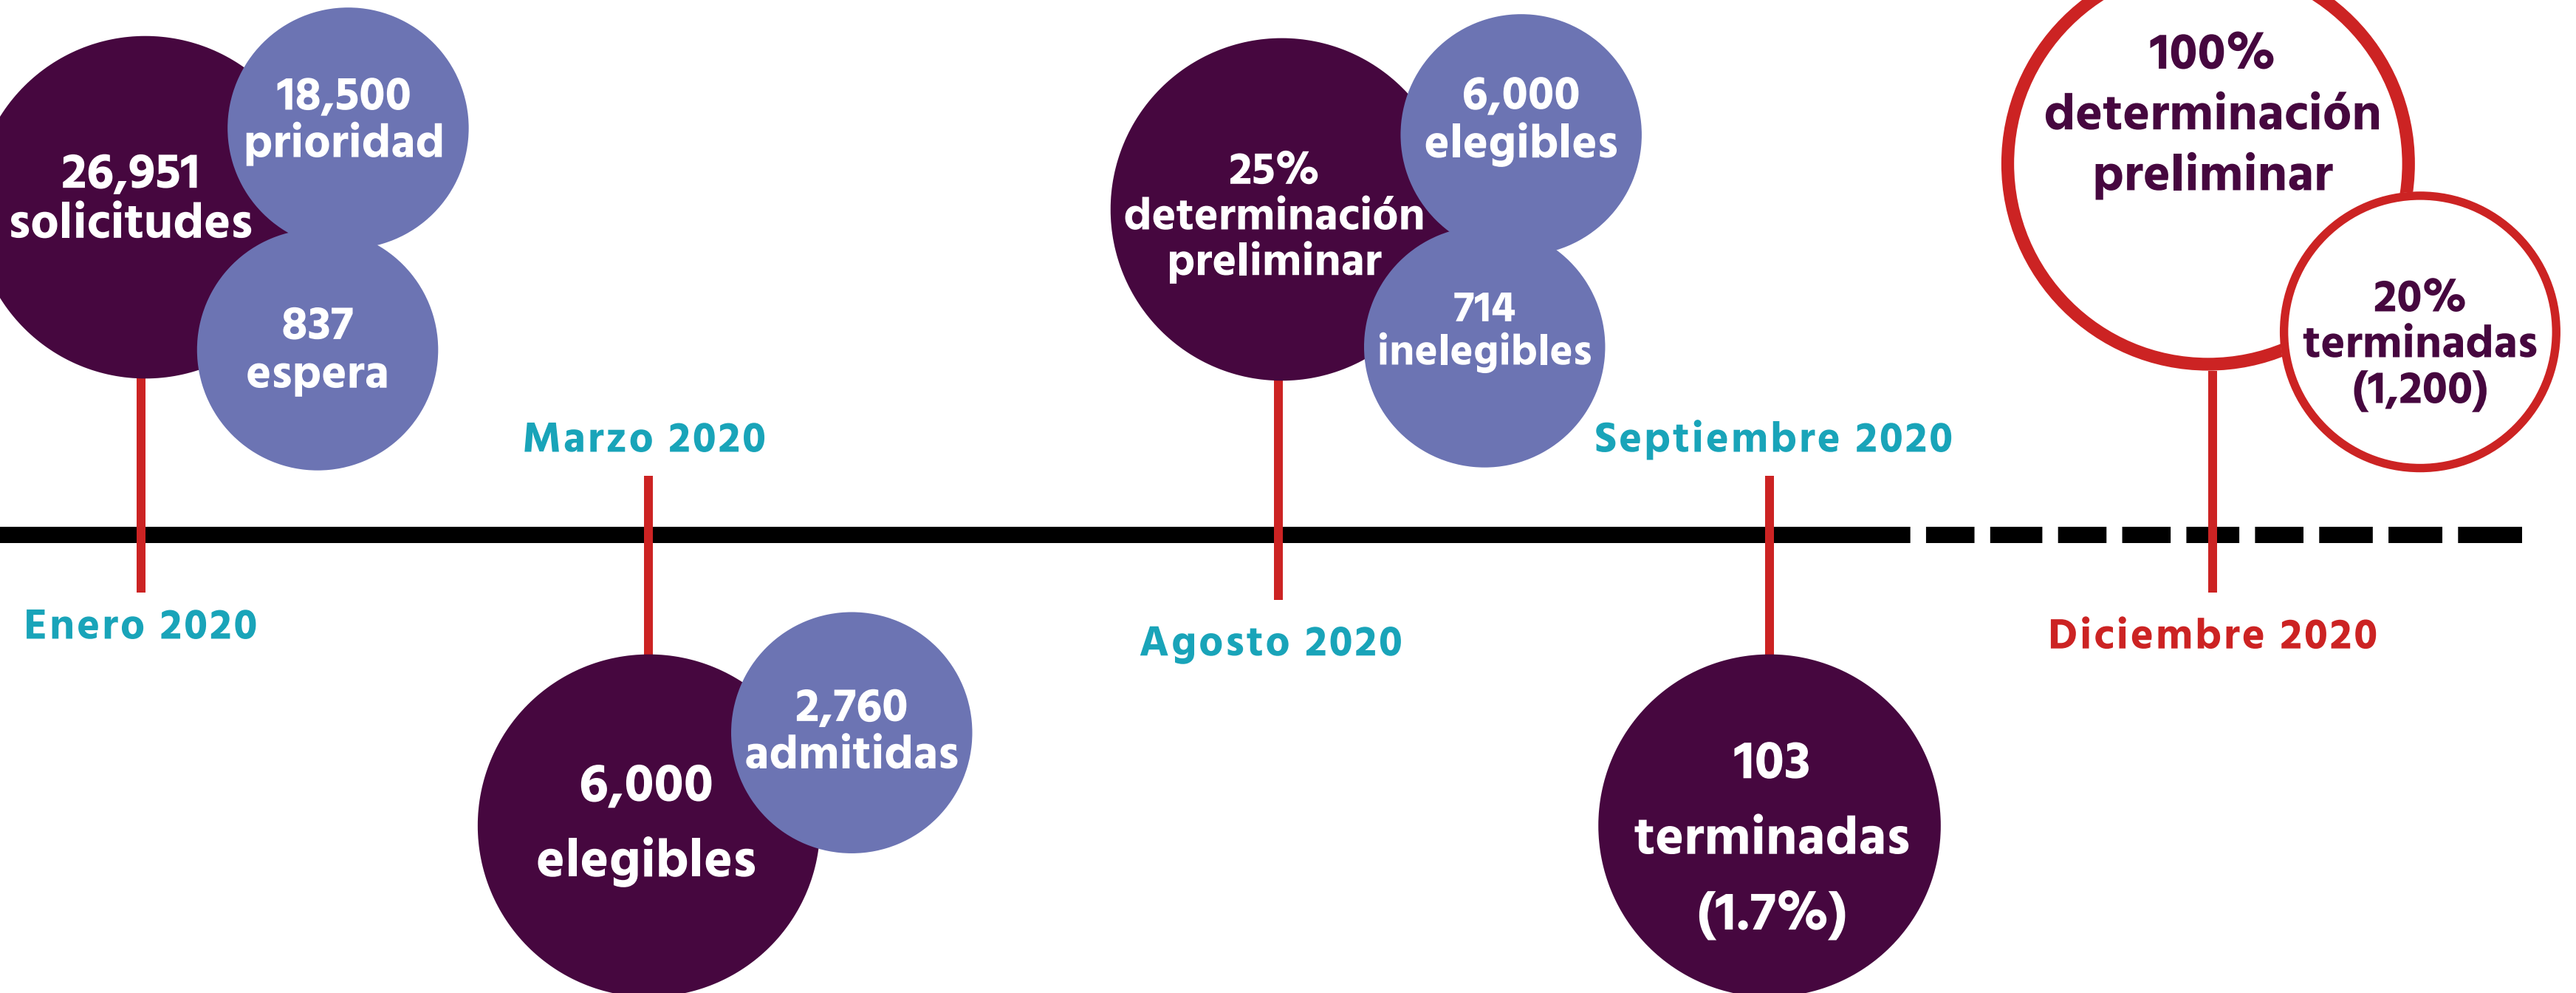 26,951
solicitudes
18,500
prioridad
837
espera
Enero 2020
Marzo 2020
6,000
elegibles
2,760
admitidas
25%
determinación
preliminar
6,000
elegibles
714
inelegibles
Agosto 2020
Septiembre 2020
103
terminadas
(1.7%)
100%
determinación
preliminar
20%
terminadas
(1,200)
Diciembre 2020